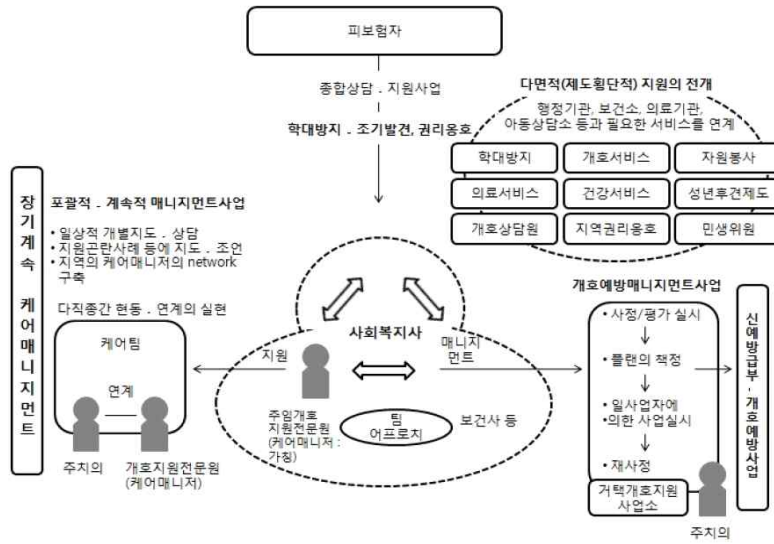 피보험자
종합상담 . 지원사업
학대방지 . 조기발견, 권리옹호
다면적(제도횡단적) 지원의 전개
행정기관, 보건소, 의료기관,
아동상담소 등과 필요한 서비스를 연계
학대방지
개호서비스
자원봉사
의료서비스
건강서비스
성년후견제도
개호상담원
지역권리옹호
민생위원
장기계속 케어매니지먼트
포괄적 . 계속적 매니지먼트사업
• 일상적 개별지도 . 상담
• 지원곤란사례 등에 지도 . 조언
• 지역의 케어매니저의 network
구축
다직종간 현동 . 연계의 실현
케어팀
연계
주치의
개호지원전문원
(케어매니저)
지원
사회복지사
매니지
먼트
주임개호
지원전문원
(케어매니저 :
가칭)
팀
어프로치
보건사 등
개호예방매니지먼트사업
• 사정/평가 실시
• 플랜의 책정
• 일사업자에
• 의한 사업실시
• 재사정
거택개호지원
사업소
주치의
신예방급부 . 개호예방사업